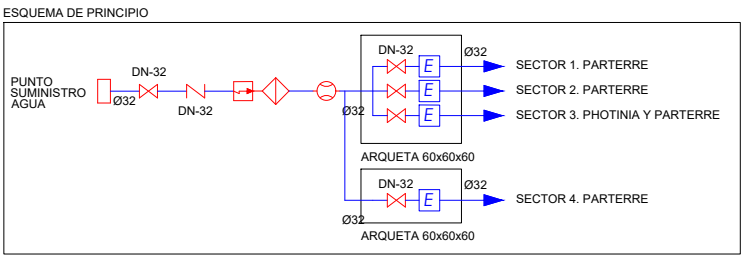 ESQUEMA DE PRINCIPIO
PUNTO
SUMINISTRO
AGUA
Ø32
DN-32
DN-32
Ø32
DN-32
Ø32
E
SECTOR 1. PARTERRE
E
SECTOR 2. PARTERRE
E
SECTOR 3. PHOTINIA Y PARTERRE
ARQUETA 60x60x60
DN-32
Ø32
E
SECTOR 4. PARTERRE
Ø32
ARQUETA 60x60x60